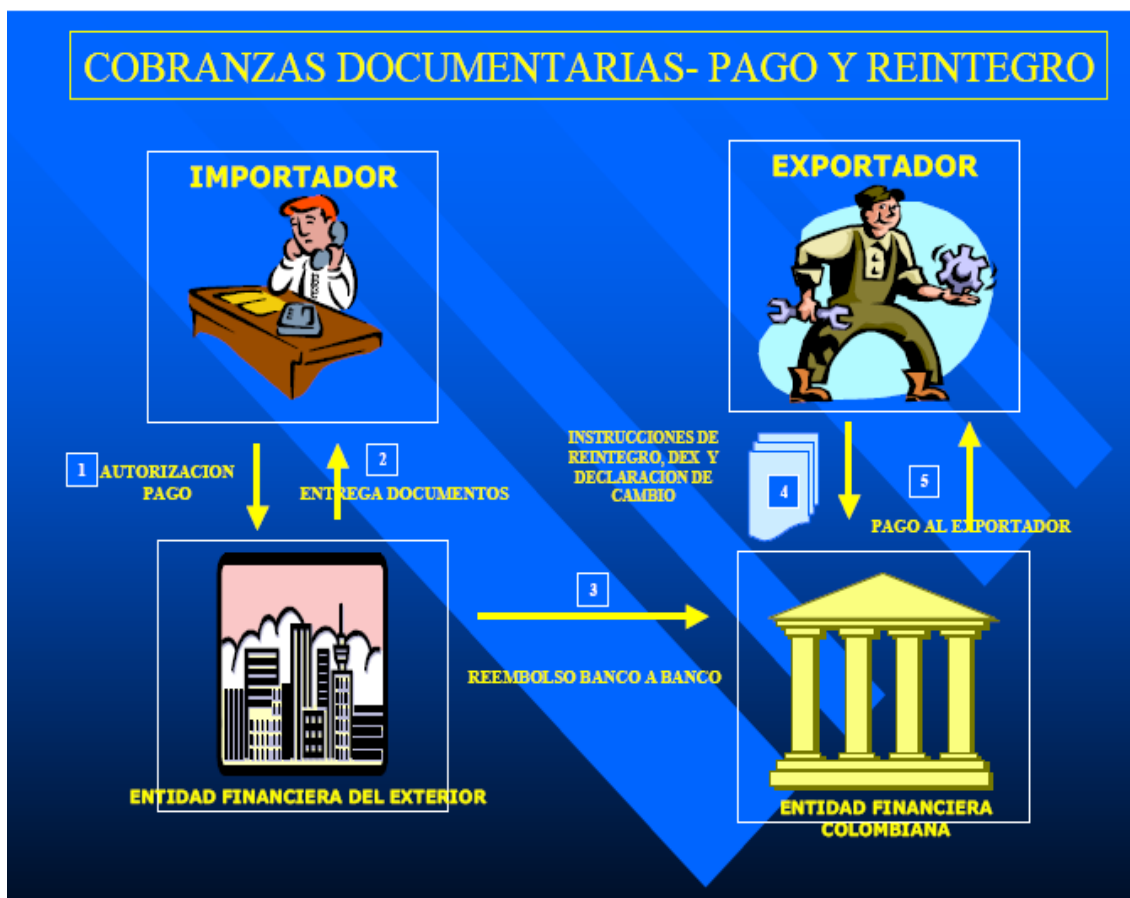 COBRANZAS DOCUMENTARIAS- PAGO Y REINTEGRO
IMPORTADOR
EXPORTADOR
1
AUTORIZACION
PAGO
2
ENTREGA DOCUMENTOS
INSTRUCCIONES DE
REINTEGRO, DEX Y
DECLARACION DE
CAMBIO
4
5
PAGO AL EXPORTADOR
3
REEMBOLSO BANCO A BANCO
ENTIDAD FINANCIERA DEL EXTERIOR
ENTIDAD FINANCIERA
COLOMBIANA